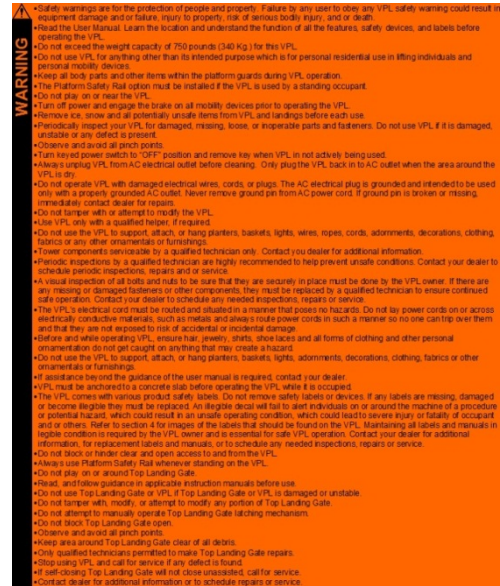 WARNING
•Safety warnings are for the protection of people and property. Failure by any user to obey any VPL safety warning could result in
equipment damage and/or failure, injury to property, risk of serious bodily injury, and or death.
•Read the User Manual. Learn the location and understand the function of all the features, safety devices, and labels before
operating the VPL.
•Do not exceed the weight capacity of 750 pounds (340 Kg.) for this VPL.
•Do not use VPL for anything other than its intended purpose which is for personal residential use in lifting individuals and
personal mobility devices.
•Keep all body parts and other items within the platform guards during VPL operation.
•The Platform Safety Rail option must be installed if the VPL is used by a standing occupant.
•Do not play on or near the VPL.
•Turn off power and engage the brake on all mobility devices prior to operating the VPL.
•Remove ice, snow and all potentially unsafe items from VPL and landings before each use.
•Periodically inspect your VPL for damaged, missing, loose, or inoperable parts and fasteners. Do not use VPL if it is damaged,
unstable or any defect is present.
•Observe and avoid all pinch points.
•Turn keyed power switch to "OFF" position and remove key when VPL in not actively being used.
•Always unplug VPL from AC electrical outlet before cleaning. Only plug the VPL back in to AC outlet when the area around the
VPL is dry.
•Do not operate VPL with damaged electrical wires, cords, or plugs. The AC electrical plug is grounded and intended to be used
only with a properly grounded AC outlet. Never remove ground pin from AC power cord. If ground pin is broken or missing,
immediately contact dealer for repairs.
•Do not tamper with or attempt to modify the VPL.
•Use VPL only with a qualified helper, if required.
•Do not use the VPL to support, attach, or hang planters, baskets, lights, wires, ropes, cords, adornments, decorations, clothing,
fabrics or any other ornamentals or furnishings.
•Tower components serviceable by a qualified technician only. Contact you dealer for additional information.
•Periodic inspections by a qualified technician are highly recommended to help prevent unsafe conditions. Contact your dealer to
schedule periodic inspections, repairs and or service.
•A visual inspection of all bolts and nuts to be sure that they are securely in place must be done by the VPL owner. If there are
any missing or damaged fasteners or other components, they must be replaced by a qualified technician to ensure continued
safe operation. Contact your dealer to schedule any needed inspections, repairs or service.
•The VPL's electrical cord must be routed and situated in a manner that poses no hazards. Do not lay power cords on or across
electrically conductive materials, such as metals and always route power cords in such a manner so no one can trip over them
and that they are not exposed to risk of accidental or incidental damage.
•Before and while operating VPL, ensure hair, jewelry, shirts, shoe laces and all forms of clothing and other personal
ornamentation do not get caught on anything that may create a hazard.
•Do not use the VPL to support, attach, or hang planters, baskets, lights, adornments, decorations, clothing, fabrics or other
ornamentals or furnishings.
•If assistance beyond the guidance of the user manual is required, contact your dealer.
•VPL must be anchored to a concrete slab before operating the VPL while it is occupied.
•The VPL comes with various product safety labels. Do not remove safety labels or devices. If any labels are missing, damaged
or become illegible they must be replaced. An illegible decal will fail to alert individuals on or around the machine of a procedure
or potential hazard, which could result in an unsafe operating condition, which could lead to severe injury or fatality of occupant
and or others. Refer to section 4 for images of the labels that should be found on the VPL. Maintaining all labels and manuals in
legible condition is required by the VPL owner and is essential for safe VPL operation. Contact your dealer for additional
information, for replacement labels and manuals, or to schedule any needed inspections, repairs or service.
•Do not block or hinder clear and open access to and from the VPL.
•Always use Platform Safety Rail whenever standing on the VPL.
•Do not play on or around Top Landing Gate.
•Read, and follow guidance in applicable instruction manuals before use.
•Do not use Top Landing Gate or VPL if Top Landing Gate or VPL is damaged or unstable.
•Do not tamper with, modify, or attempt to modify any portion of Top Landing Gate.
•Do not attempt to manually operate Top Landing Gate latching mechanism.
•Do not block Top Landing Gate open.
•Observe and avoid all pinch points.
•Keep area around Top Landing Gate clear of all debris.
•Only qualified technicians permitted to make Top Landing Gate repairs.
•Stop using VPL and call for service if any defect is found.
•If self-closing Top Landing Gate will not close unassisted, call for service.
•Contact dealer for additional information or to schedule repairs or service.